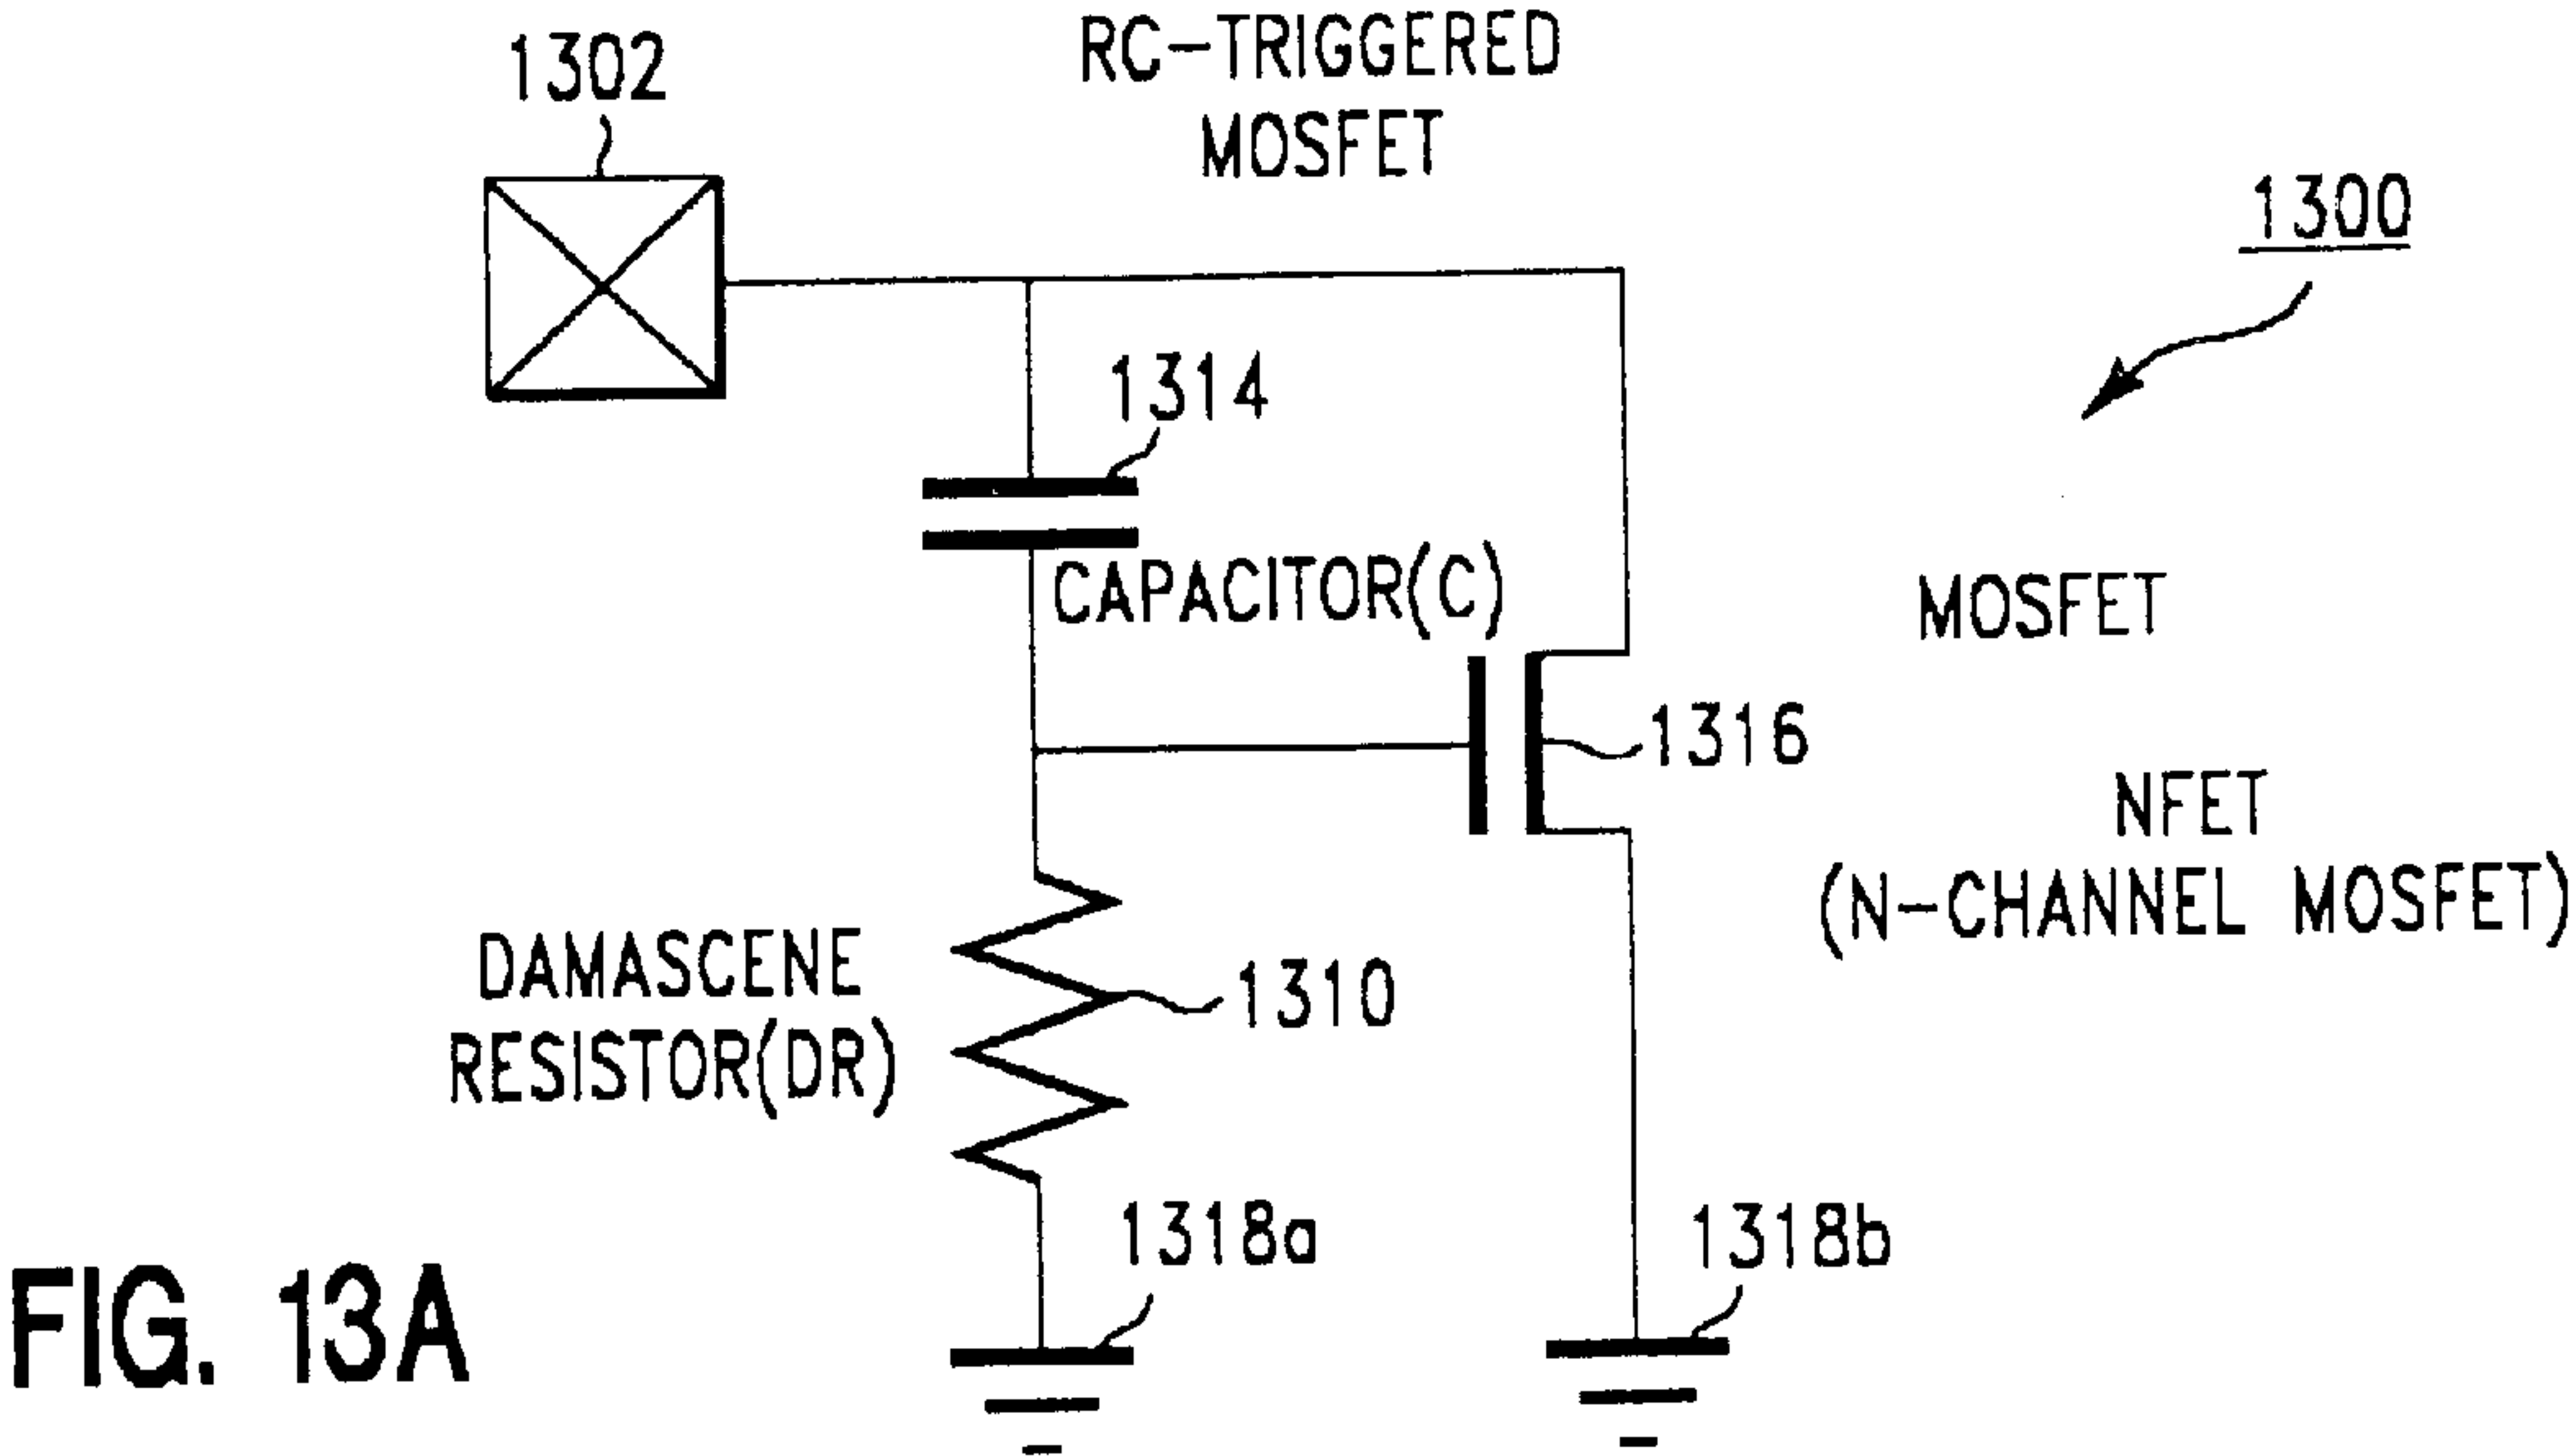 RC-TRIGGERED
MOSFET
1302
1300
1314
CAPACITOR(C)
MOSFET
1316
NFET
(N-CHANNEL MOSFET)
DAMASCENE
RESISTOR(DR)
1310
1318a
1318b
FIG. 13A